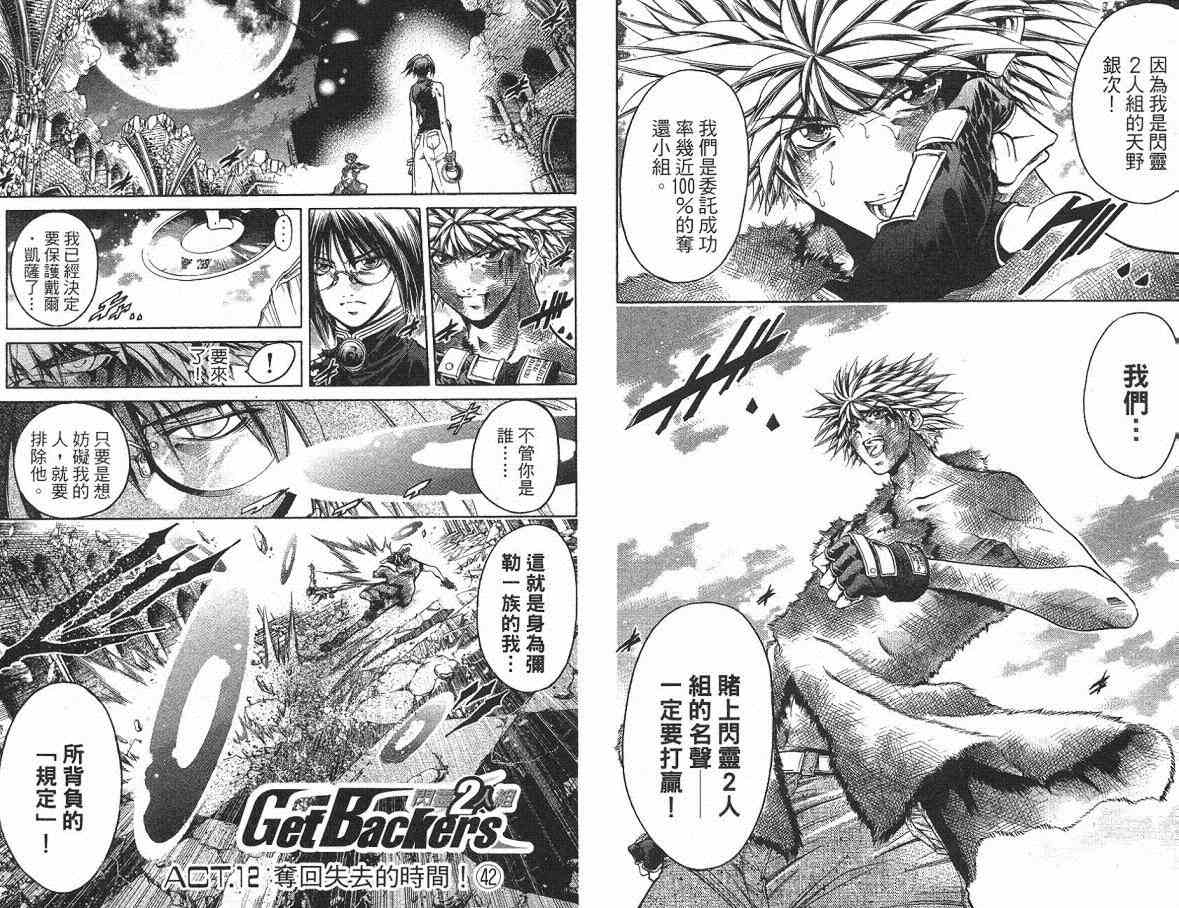 因為我是閃靈
2人組的天野
銀次！
我們是委託成功
率幾近100%的奪
還小組。
我們…
賭上閃靈2人
組的名聲——
一定要打贏！
……
我已經決定
要保護戴爾
·凱薩了…
！
要來
了！
不管你是
誰……
只要是想
妨礙我的
人，就要
排除他。
這就是身為彌
勒一族的我…
所背負的
「規定」！
閃靈2人組
GetBackers
ACT.12 奪回失去的時間！㊷